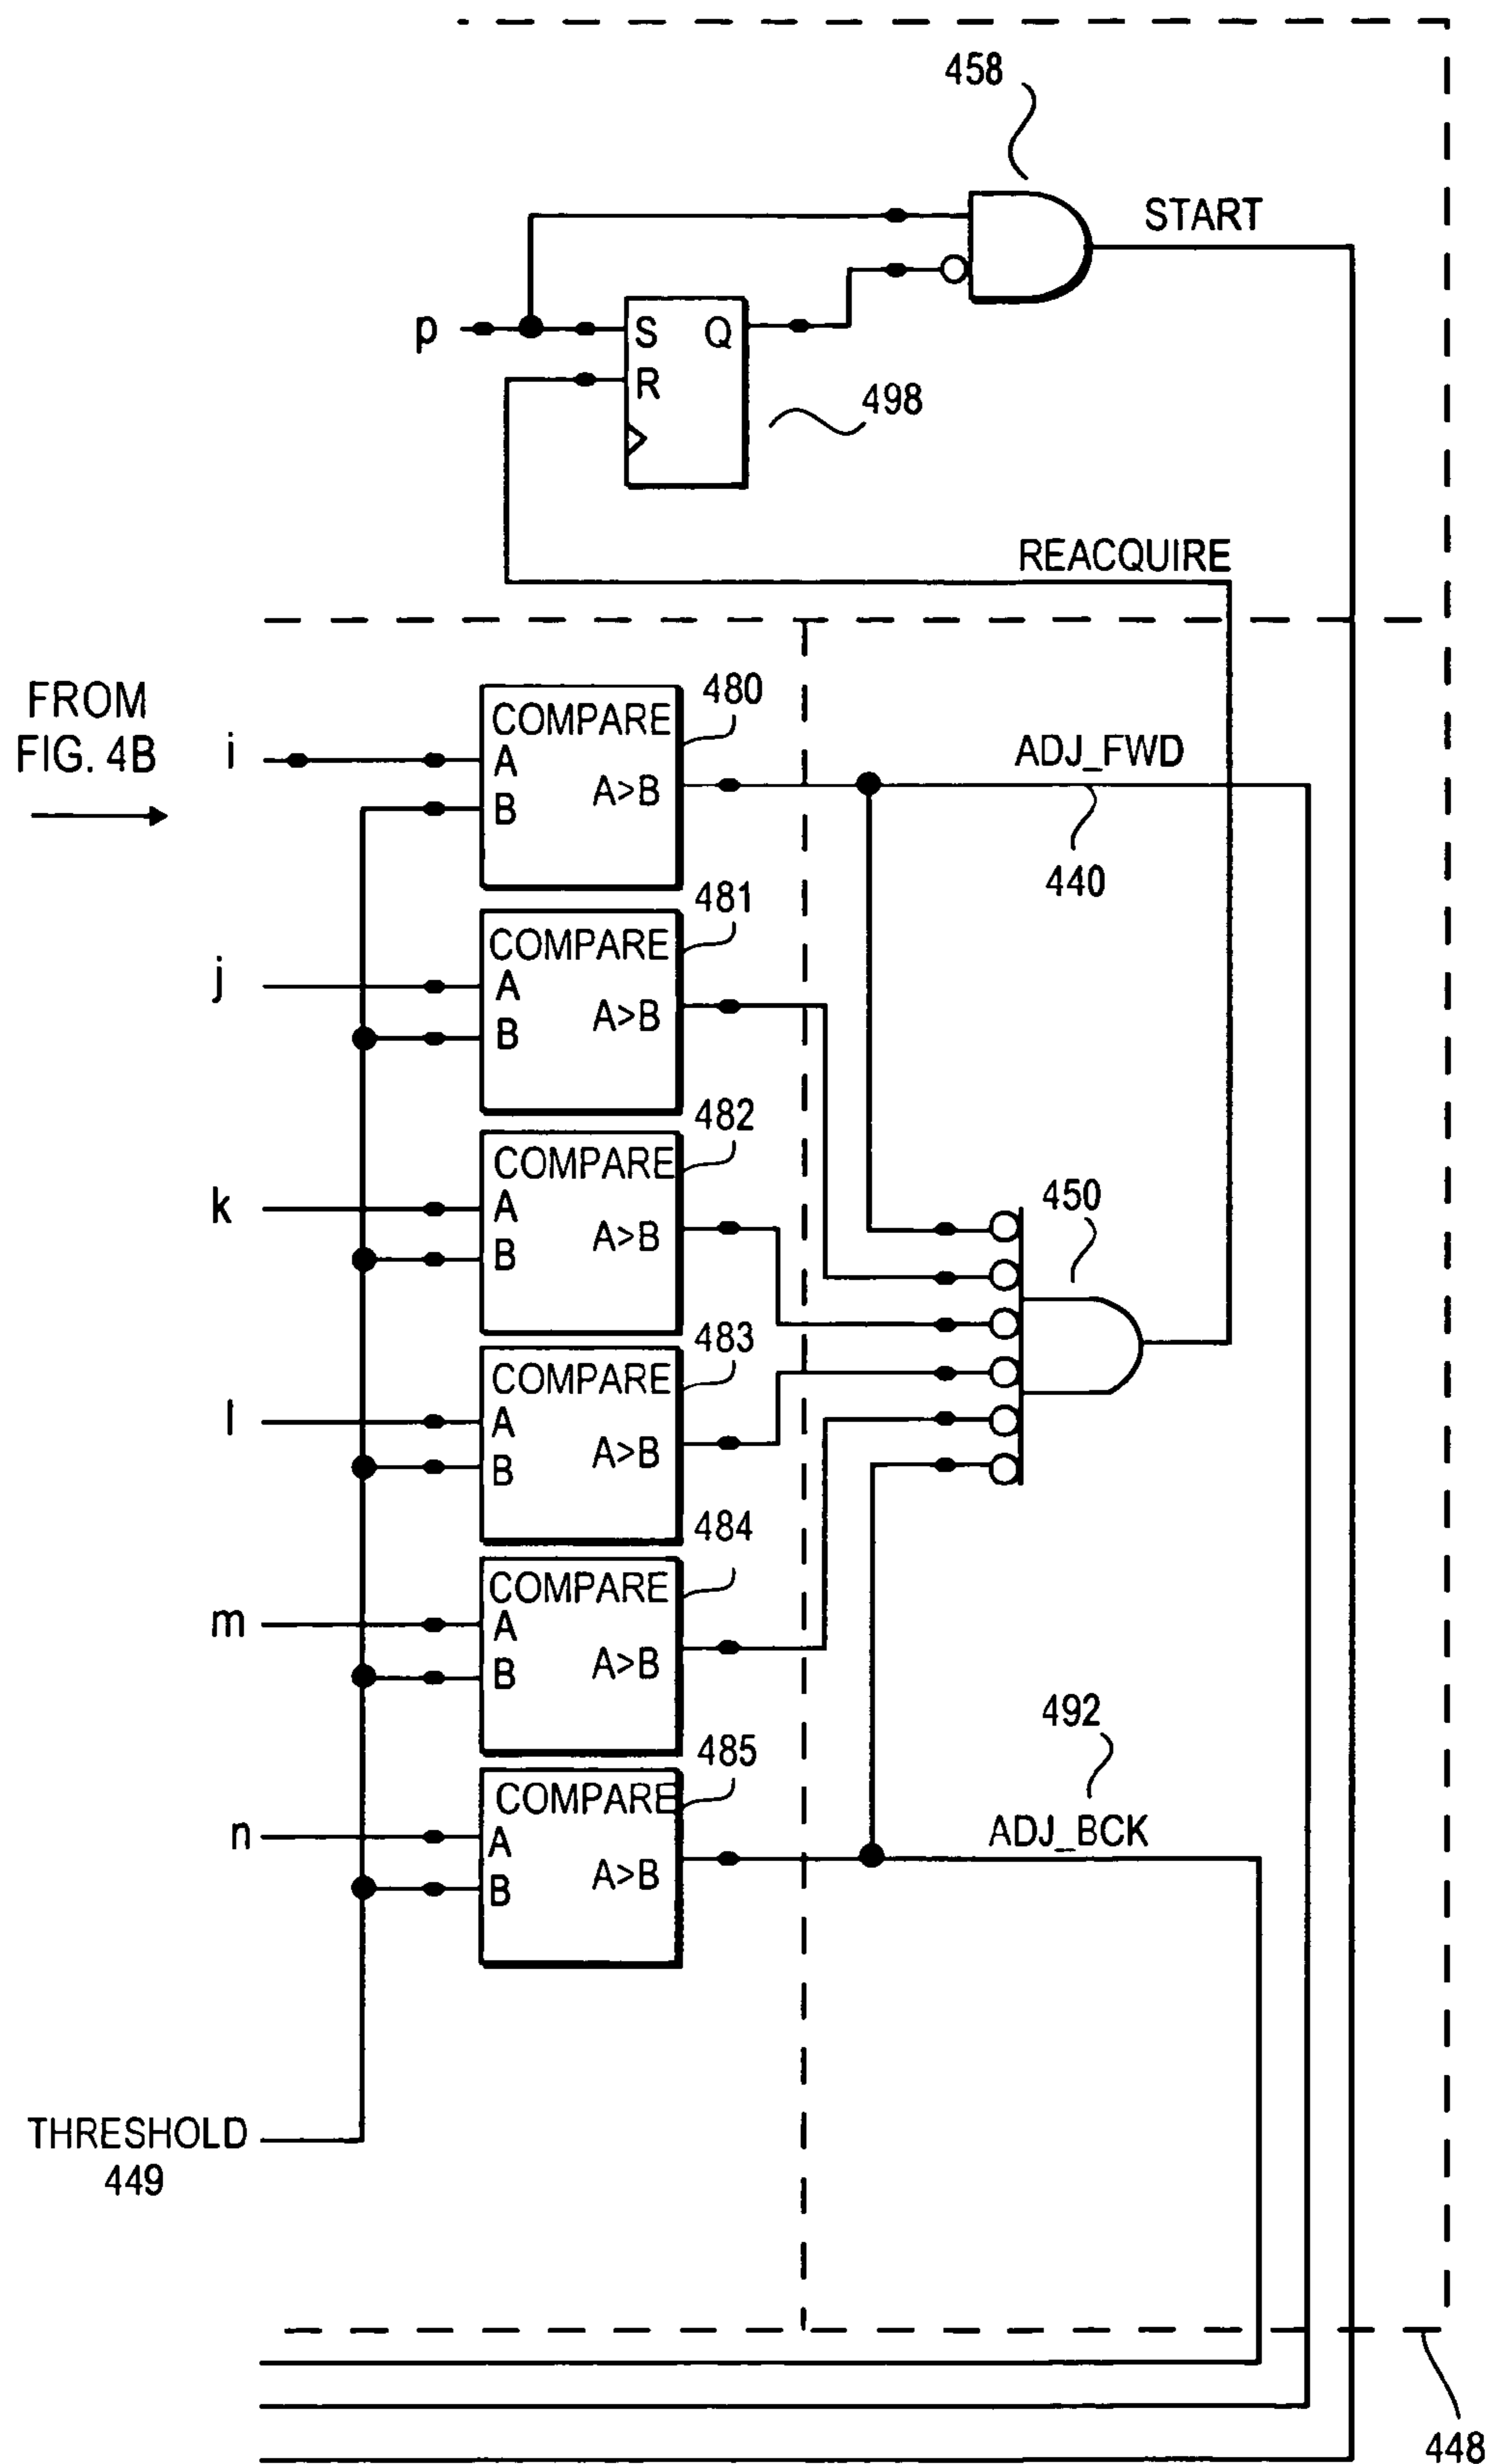 458
START
p
S Q
R
498
REACQUIRE
FROM
FIG. 4B
i
COMPARE
A
B
A>B
480
ADJ_FWD
440
j
COMPARE
A
B
A>B
481
k
COMPARE
A
B
A>B
482
450
l
COMPARE
A
B
A>B
483
m
COMPARE
A
B
A>B
484
n
COMPARE
A
B
A>B
485
492
ADJ_BCK
THRESHOLD
449
448